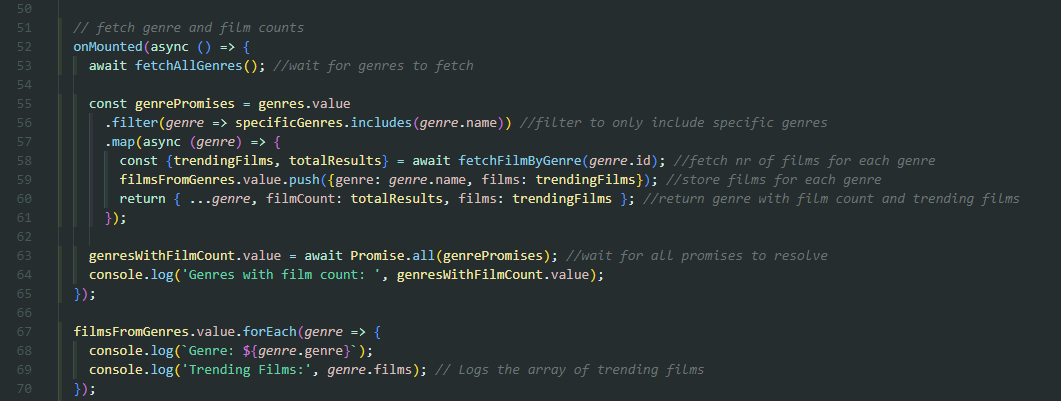 50
51 // fetch genre and film counts
52 onMounted(async () => {
53   await fetchAllGenres(); //wait for genres to fetch
54
55   const genrePromises = genres.value
56     .filter(genre => specificGenres.includes(genre.name)) //filter to only include specific genres
57     .map(async (genre) => {
58       const {trendingFilms, totalResults} = await fetchFilmByGenre(genre.id); //fetch nr of films for each genre
59       filmsFromGenres.value.push({genre: genre.name, films: trendingFilms}); //store films for each genre
60       return { ...genre, filmCount: totalResults, films: trendingFilms }; //return genre with film count and trending films
61     });
62
63   genresWithFilmCount.value = await Promise.all(genrePromises); //wait for all promises to resolve
64   console.log('Genres with film count: ', genresWithFilmCount.value);
65 });
66
67 filmsFromGenres.value.forEach(genre => {
68   console.log(`Genre: ${genre.genre}`);
69   console.log('Trending Films:', genre.films); // Logs the array of trending films
70 });